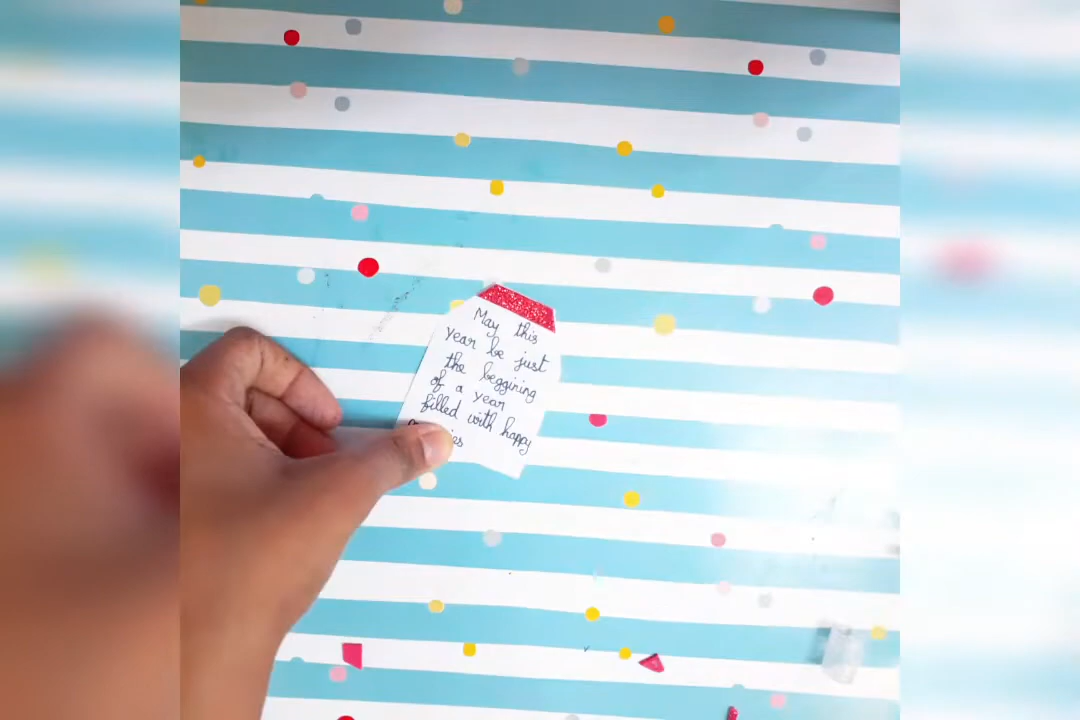 May this
year be just
the beggining
of a year
filled with happy